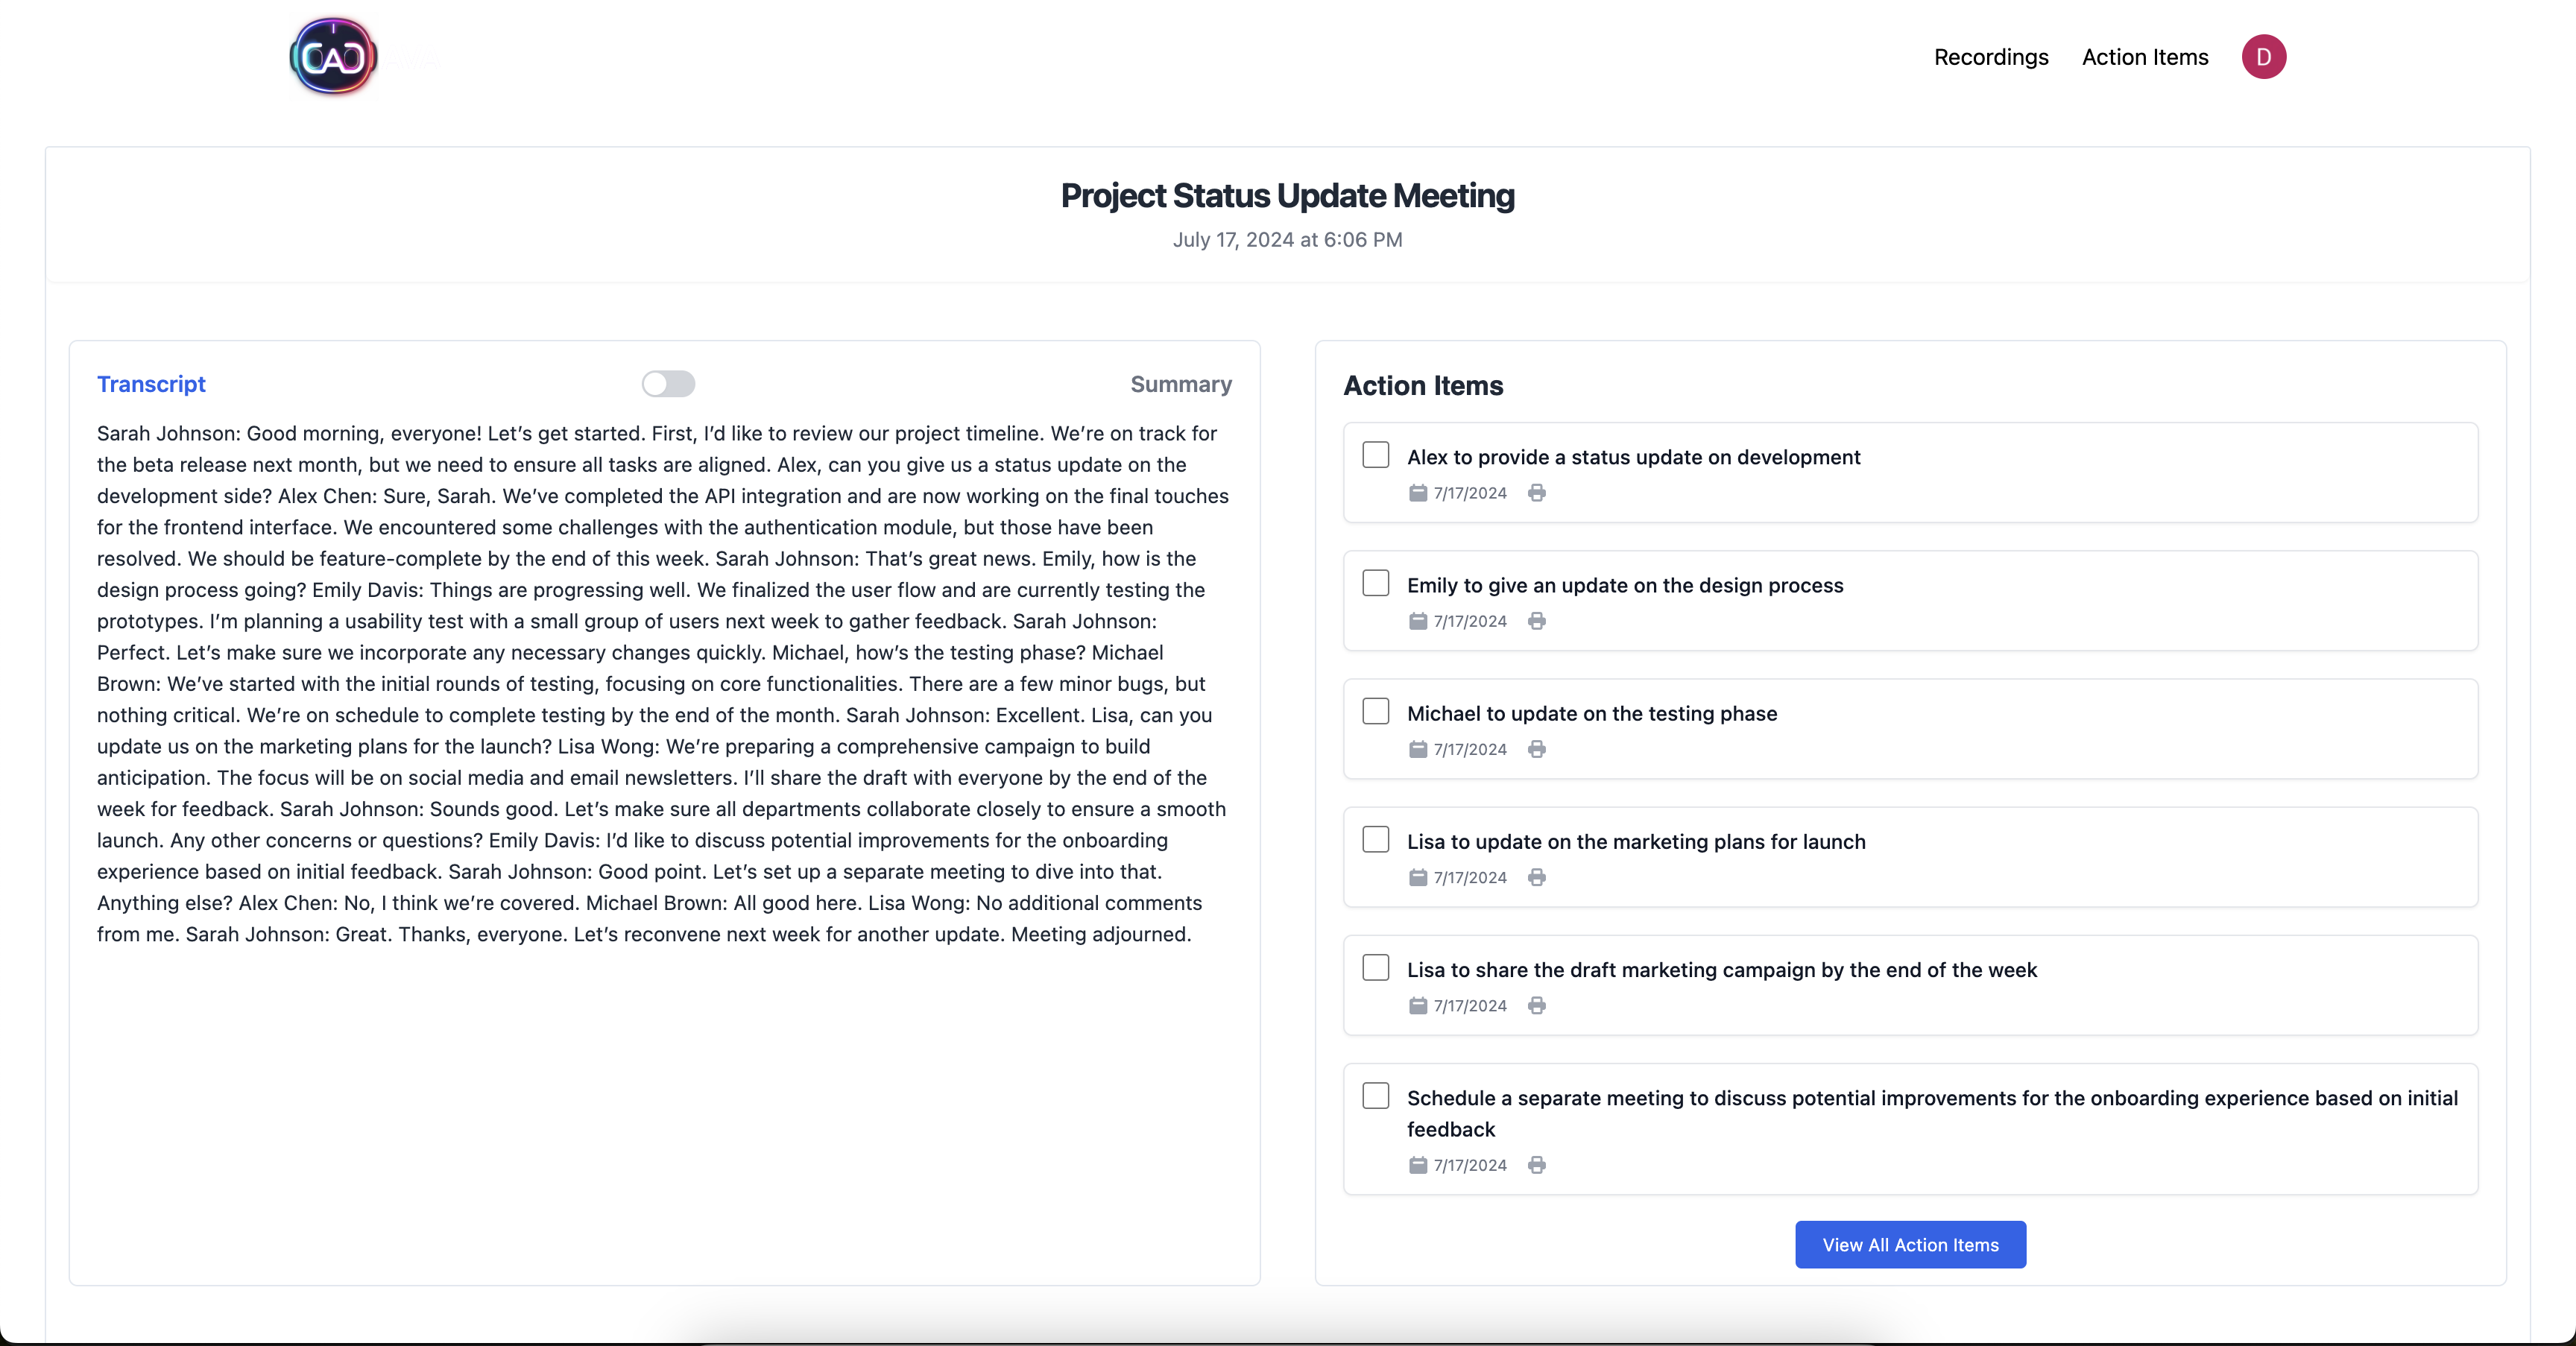 CAO
Recordings
Action Items
D
Project Status Update Meeting
July 17, 2024 at 6:06 PM
Transcript
Summary
Sarah Johnson: Good morning, everyone! Let’s get started. First, I’d like to review our project timeline. We’re on track for
the beta release next month, but we need to ensure all tasks are aligned. Alex, can you give us a status update on the
development side? Alex Chen: Sure, Sarah. We’ve completed the API integration and are now working on the final touches
for the frontend interface. We encountered some challenges with the authentication module, but those have been
resolved. We should be feature-complete by the end of this week. Sarah Johnson: That’s great news. Emily, how is the
design process going? Emily Davis: Things are progressing well. We finalized the user flow and are currently testing the
prototypes. I’m planning a usability test with a small group of users next week to gather feedback. Sarah Johnson:
Perfect. Let’s make sure we incorporate any necessary changes quickly. Michael, how’s the testing phase? Michael
Brown: We’ve started with the initial rounds of testing, focusing on core functionalities. There are a few minor bugs, but
nothing critical. We’re on schedule to complete testing by the end of the month. Sarah Johnson: Excellent. Lisa, can you
update us on the marketing plans for the launch? Lisa Wong: We’re preparing a comprehensive campaign to build
anticipation. The focus will be on social media and email newsletters. I’ll share the draft with everyone by the end of the
week for feedback. Sarah Johnson: Sounds good. Let’s make sure all departments collaborate closely to ensure a smooth
launch. Any other concerns or questions? Emily Davis: I’d like to discuss potential improvements for the onboarding
experience based on initial feedback. Sarah Johnson: Good point. Let’s set up a separate meeting to dive into that.
Anything else? Alex Chen: No, I think we’re covered. Michael Brown: All good here. Lisa Wong: No additional comments
from me. Sarah Johnson: Great. Thanks, everyone. Let’s reconvene next week for another update. Meeting adjourned.
Action Items
Alex to provide a status update on development
7/17/2024
Emily to give an update on the design process
7/17/2024
Michael to update on the testing phase
7/17/2024
Lisa to update on the marketing plans for launch
7/17/2024
Lisa to share the draft marketing campaign by the end of the week
7/17/2024
Schedule a separate meeting to discuss potential improvements for the onboarding experience based on initial
feedback
7/17/2024
View All Action Items